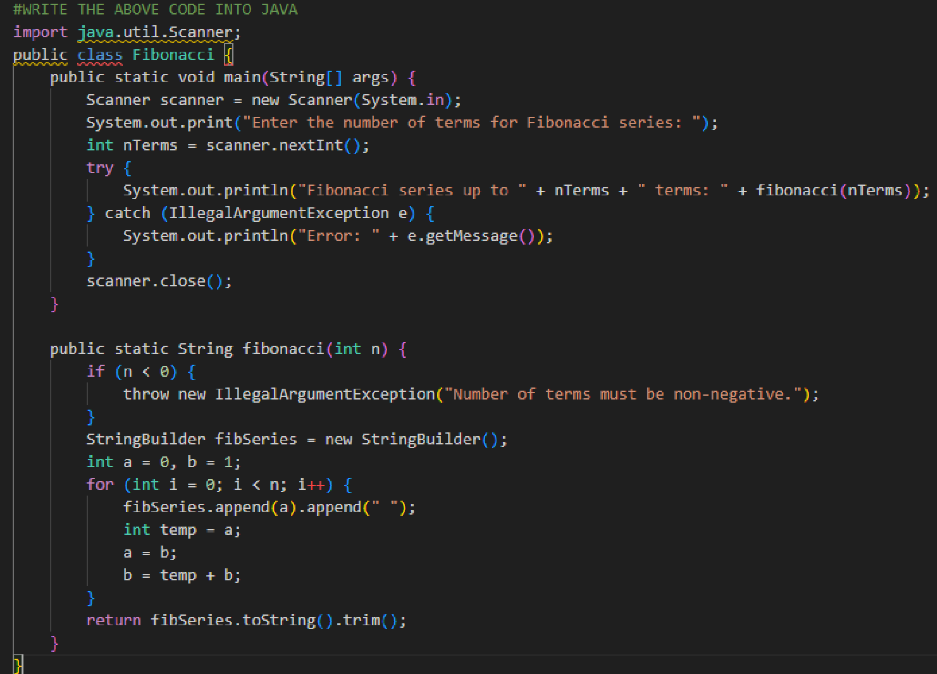 #WRITE THE ABOVE CODE INTO JAVA
import java.util.Scanner;
public class Fibonacci {
    public static void main(String[] args) {
        Scanner scanner = new Scanner(System.in);
        System.out.print("Enter the number of terms for Fibonacci series: ");
        int nTerms = scanner.nextInt();
        try {
            System.out.println("Fibonacci series up to " + nTerms + " terms: " + fibonacci(nTerms));
        } catch (IllegalArgumentException e) {
            System.out.println("Error: " + e.getMessage());
        }
        scanner.close();
    }

    public static String fibonacci(int n) {
        if (n < 0) {
            throw new IllegalArgumentException("Number of terms must be non-negative.");
        }
        StringBuilder fibSeries = new StringBuilder();
        int a = 0, b = 1;
        for (int i = 0; i < n; i++) {
            fibSeries.append(a).append(" ");
            int temp = a;
            a = b;
            b = temp + b;
        }
        return fibSeries.toString().trim();
    }
}